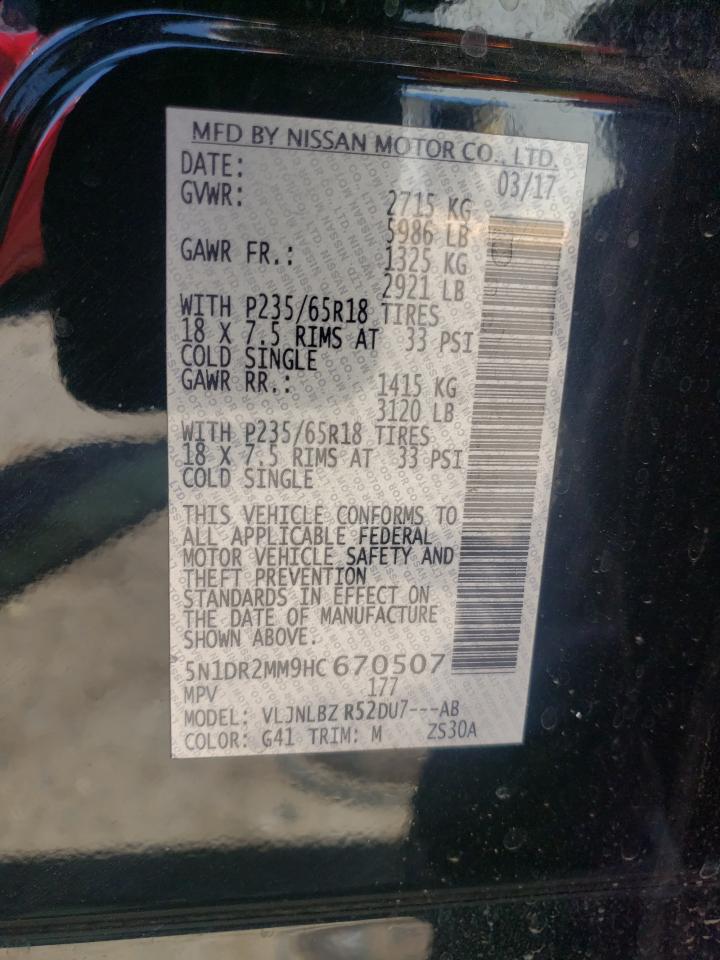 MFD BY NISSAN MOTOR CO., LTD.
DATE: 03/17
GVWR: 2715 KG
5986 LB
GAWR FR.: 1325 KG
2921 LB
WITH P235/65R18 TIRES
18 X 7.5 RIMS AT 33 PSI
COLD SINGLE
GAWR RR.: 1415 KG
3120 LB
WITH P235/65R18 TIRES
18 X 7.5 RIMS AT 33 PSI
COLD SINGLE
THIS VEHICLE CONFORMS TO
ALL APPLICABLE FEDERAL
MOTOR VEHICLE SAFETY AND
THEFT PREVENTION
STANDARDS IN EFFECT ON
THE DATE OF MANUFACTURE
SHOWN ABOVE.
5N1DR2MM9HC 670507
MPV 177
MODEL: VLJNLBZ R52DU7---AB
COLOR: G41 TRIM: M ZS30A